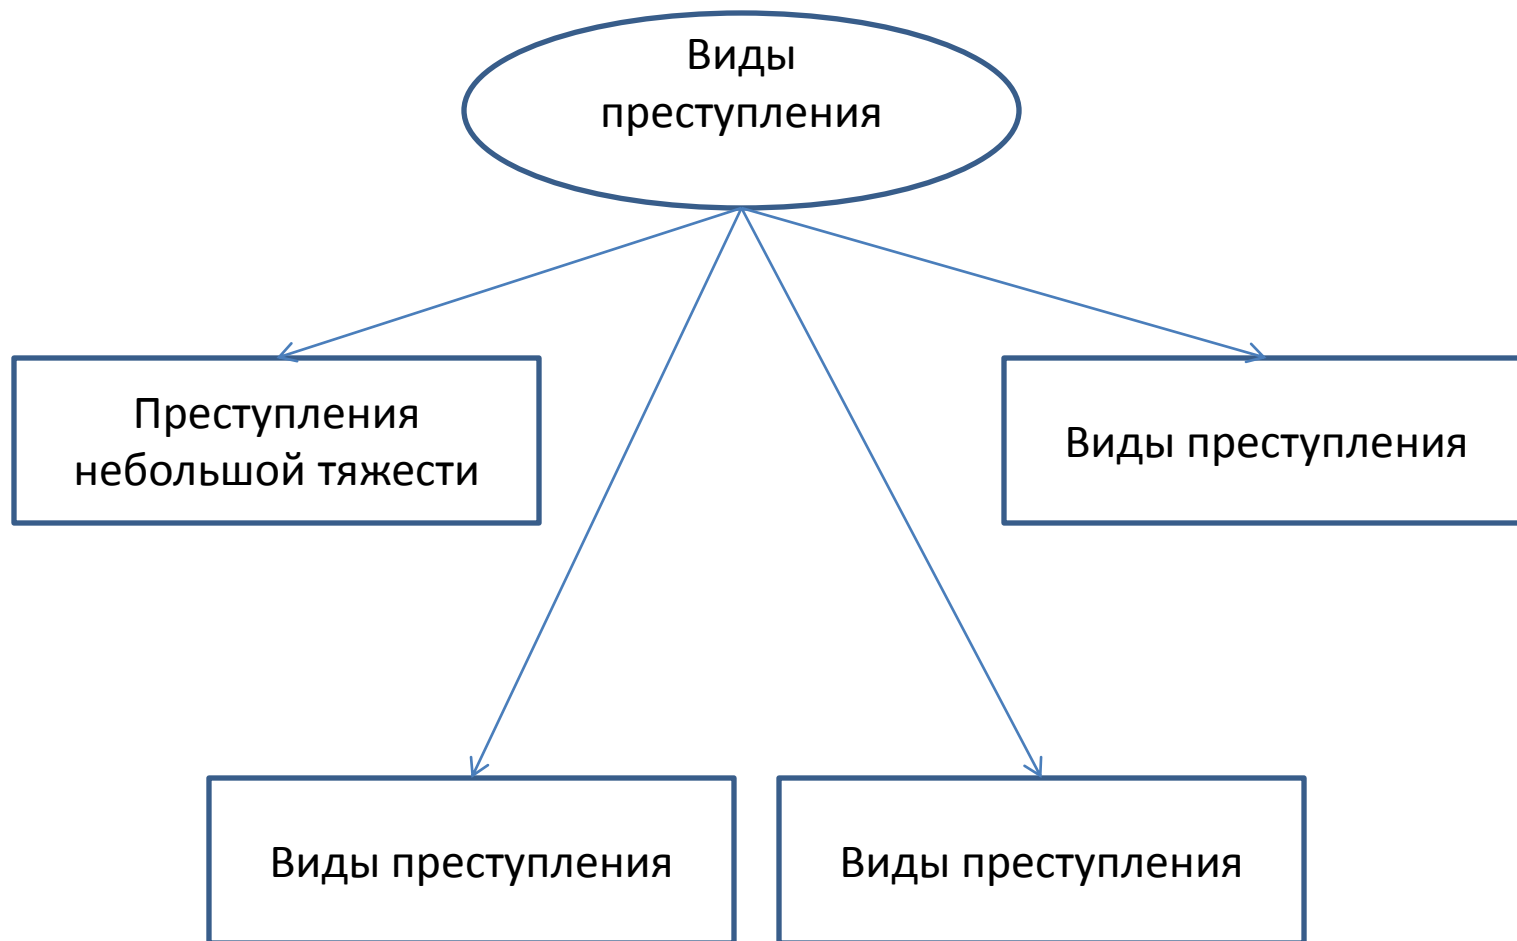 Виды
преступления
Преступления
небольшой тяжести
Виды преступления
Виды преступления
Виды преступления